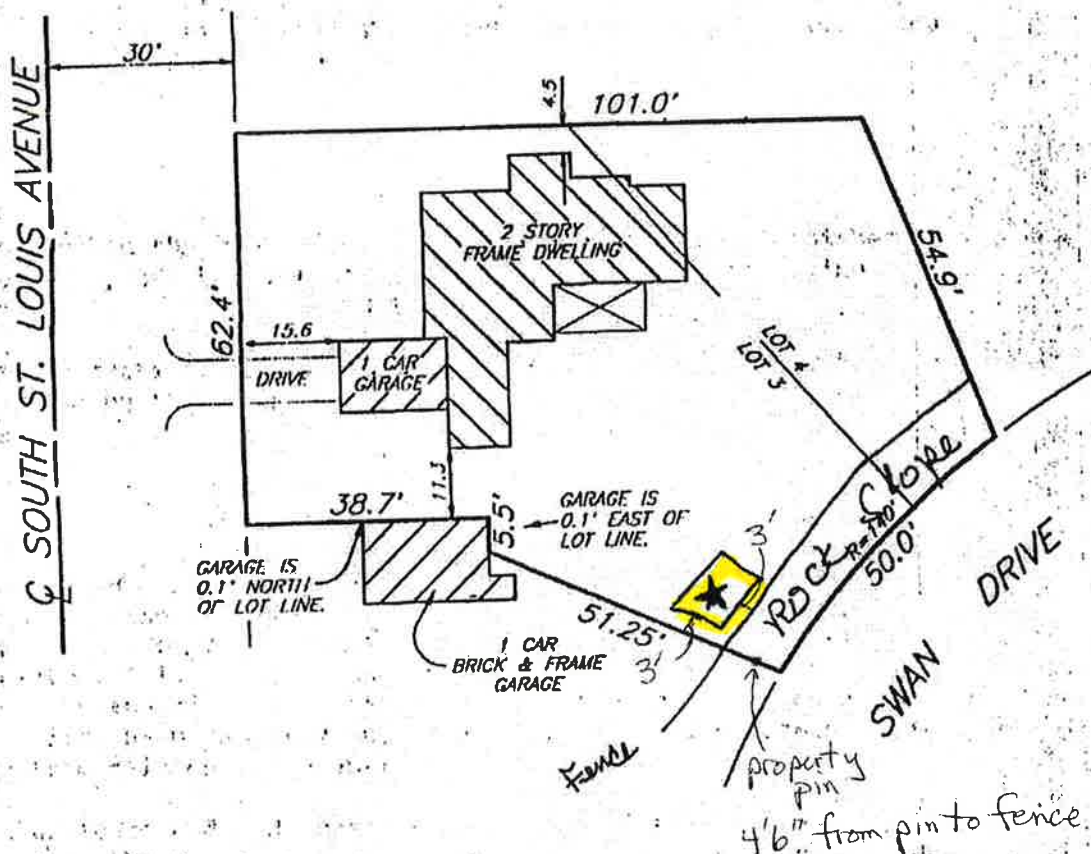 30'
℄ SOUTH ST. LOUIS AVENUE
4.5
101.0'
2 STORY
FRAME DWELLING
54.9'
62.4'
15.6
1 CAR
GARAGE
DRIVE
LOT 4
LOT 3
11.3
38.7'
5.5'
GARAGE IS
0.1' EAST OF
LOT LINE.
GARAGE IS
0.1' NORTH
OF LOT LINE.
3'
3'
Rock Slope
R=140'
50.0'
51.25'
1 CAR
BRICK & FRAME
GARAGE
SWAN DRIVE
Fence
property
pin
4'6" from pin to fence.